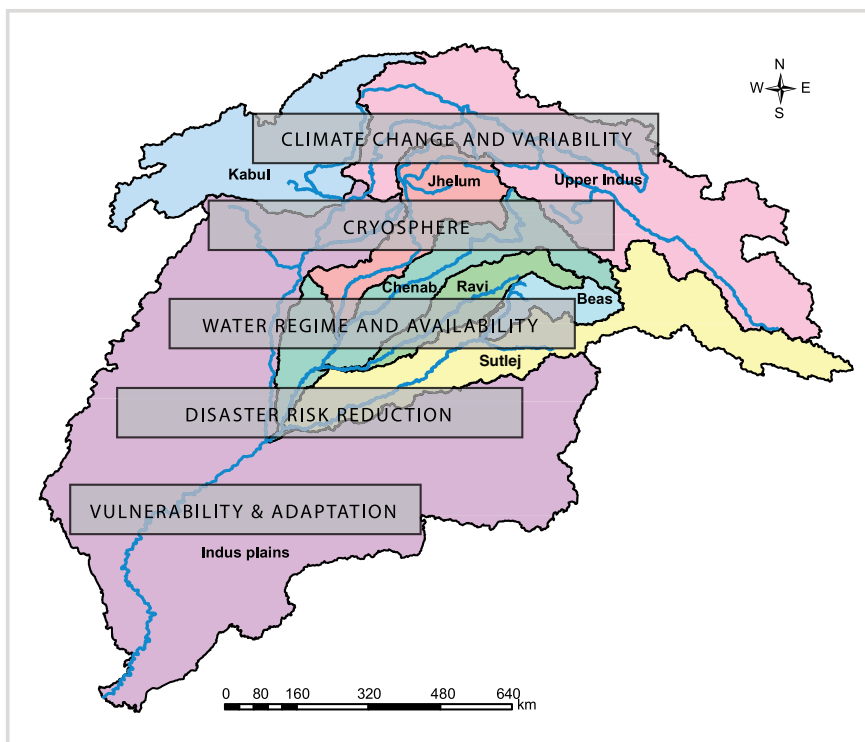 N
W E
S
CLIMATE CHANGE AND VARIABILITY
Kabul
Jhelum
Upper Indus
CRYOSPHERE
Chenab
Ravi
Beas
WATER REGIME AND AVAILABILITY
Sutlej
DISASTER RISK REDUCTION
VULNERABILITY & ADAPTATION
Indus plains
0 80 160 320 480 640
km